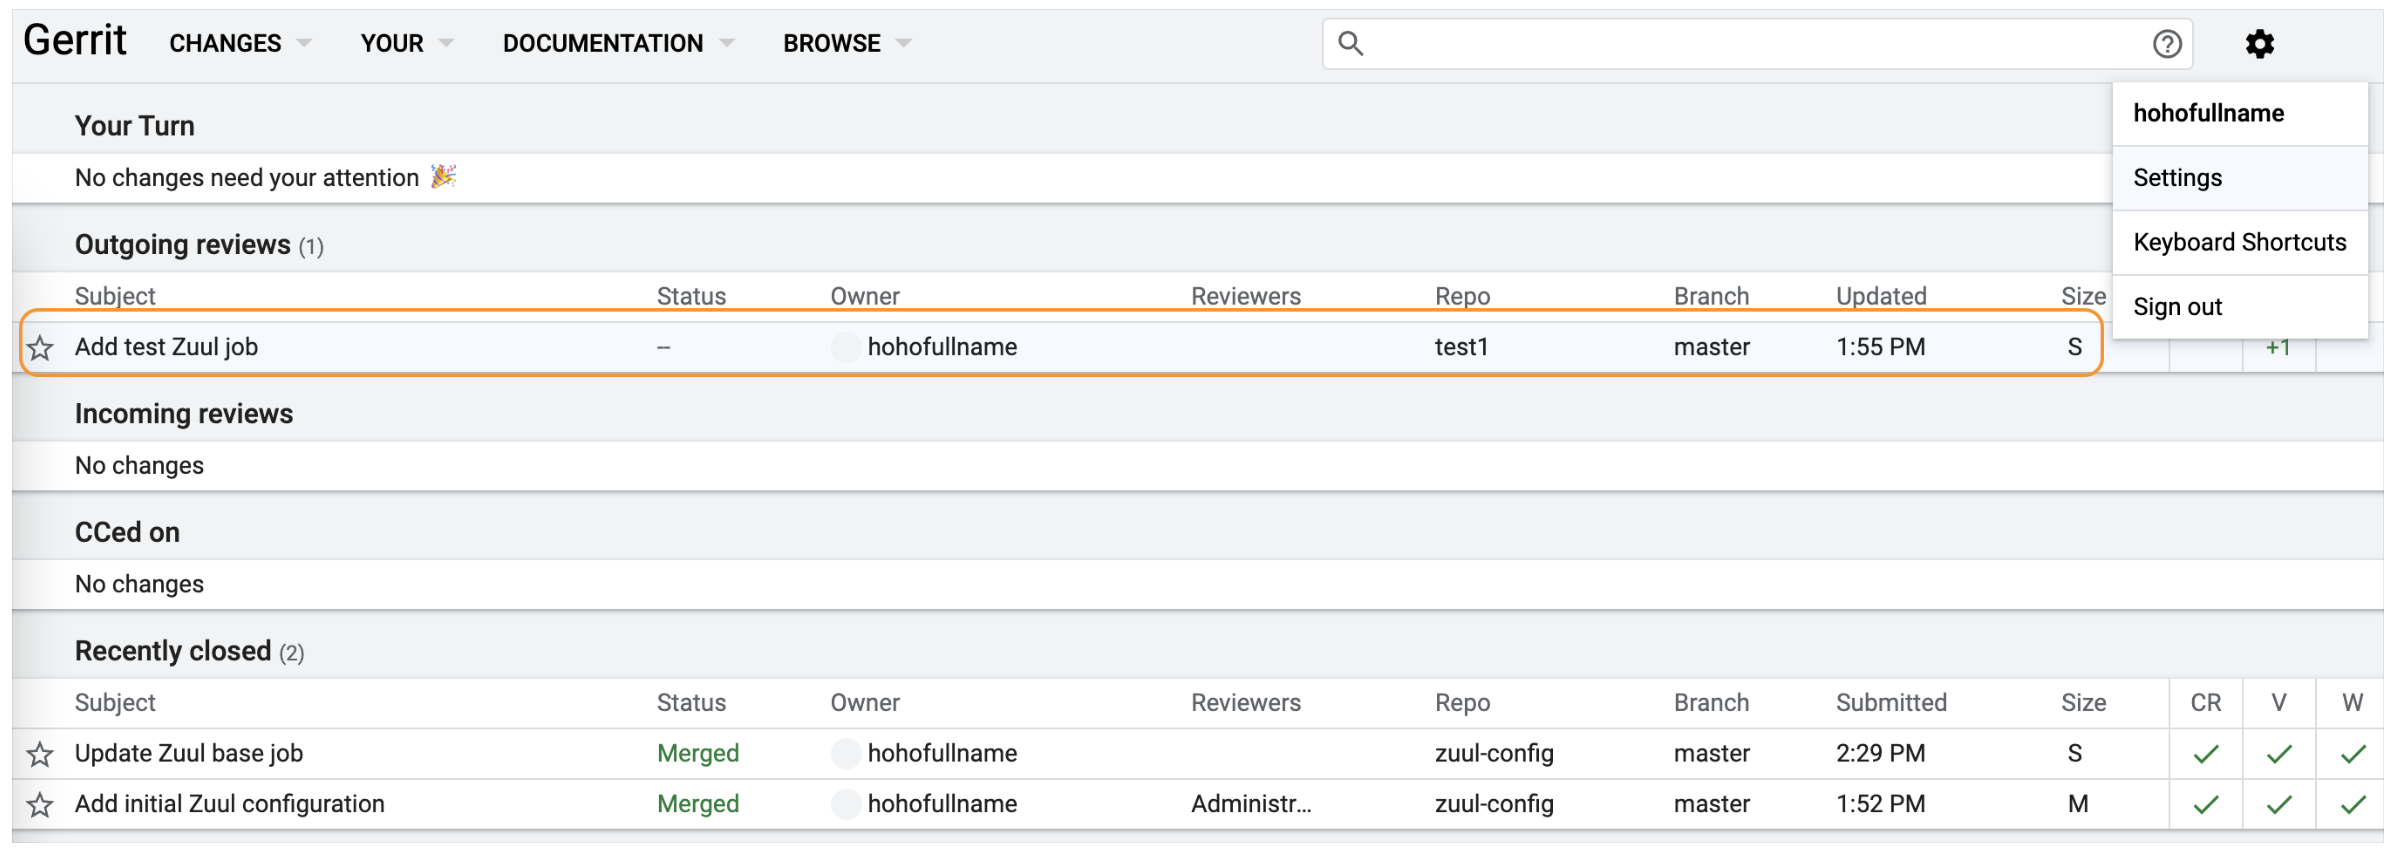 Gerrit CHANGES YOUR DOCUMENTATION BROWSE
hohofullname
Settings
Keyboard Shortcuts
Sign out
Your Turn
No changes need your attention 🎉
Outgoing reviews (1)
Subject Status Owner Reviewers Repo Branch Updated Size
Add test Zuul job -- hohofullname test1 master 1:55 PM S +1
Incoming reviews
No changes
CCed on
No changes
Recently closed (2)
Subject Status Owner Reviewers Repo Branch Submitted Size CR V W
Update Zuul base job Merged hohofullname zuul-config master 2:29 PM S ✓ ✓ ✓
Add initial Zuul configuration Merged hohofullname Administr... zuul-config master 1:52 PM M ✓ ✓ ✓